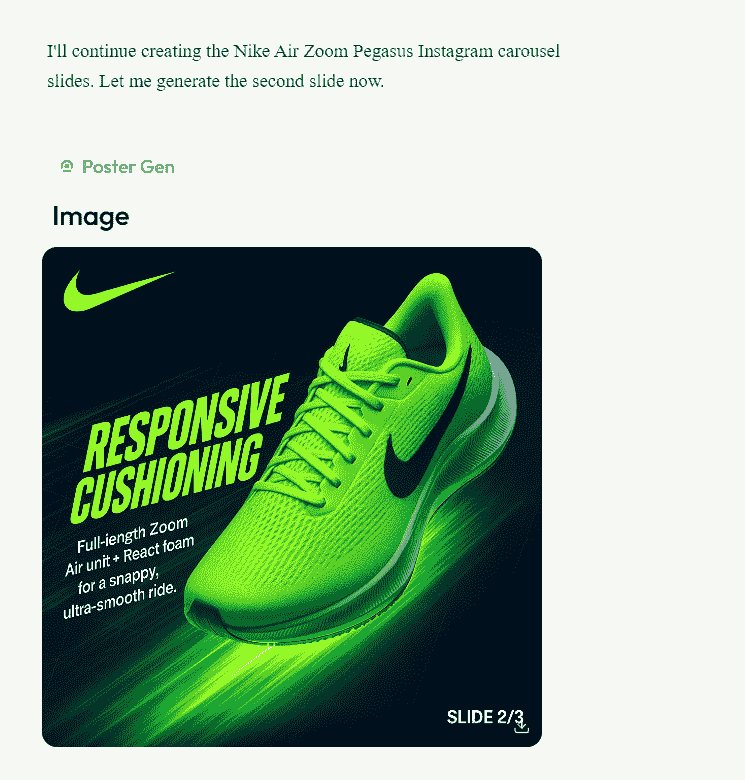 I'll continue creating the Nike Air Zoom Pegasus Instagram carousel
slides. Let me generate the second slide now.
Poster Gen
Image
RESPONSIVE
CUSHIONING
Full-iength Zoom
Air unit + React foam
for a snappy,
ultra-smooth ride.
SLIDE 2/3